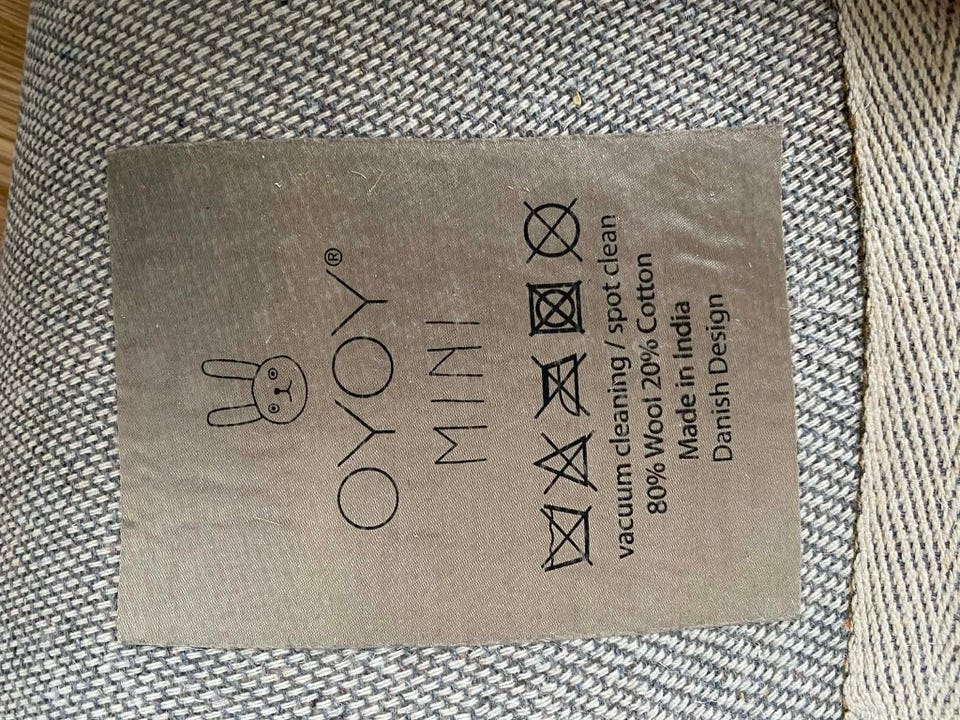 OYOY®
MINI
vacuum cleaning / spot clean
80% Wool 20% Cotton
Made in India
Danish Design